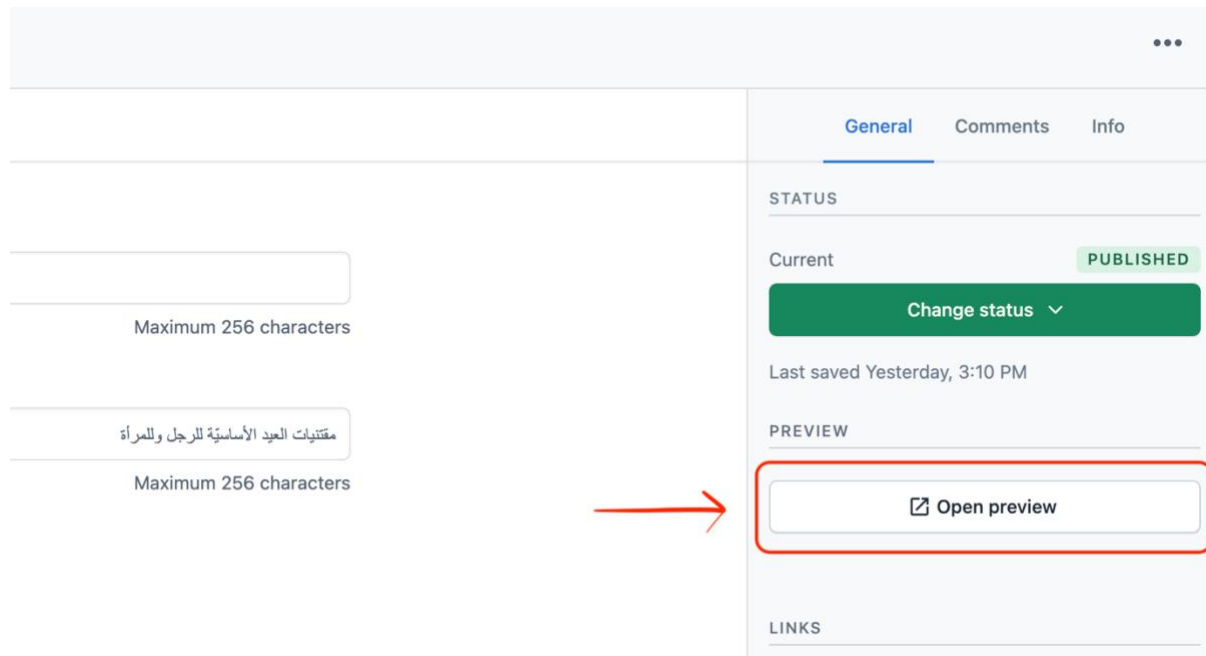 General Comments Info
STATUS
Current PUBLISHED
Change status
Maximum 256 characters
Last saved Yesterday, 3:10 PM
مقتنيات العيد الأساسيّة للرجل وللمرأة
PREVIEW
Maximum 256 characters
Open preview
LINKS